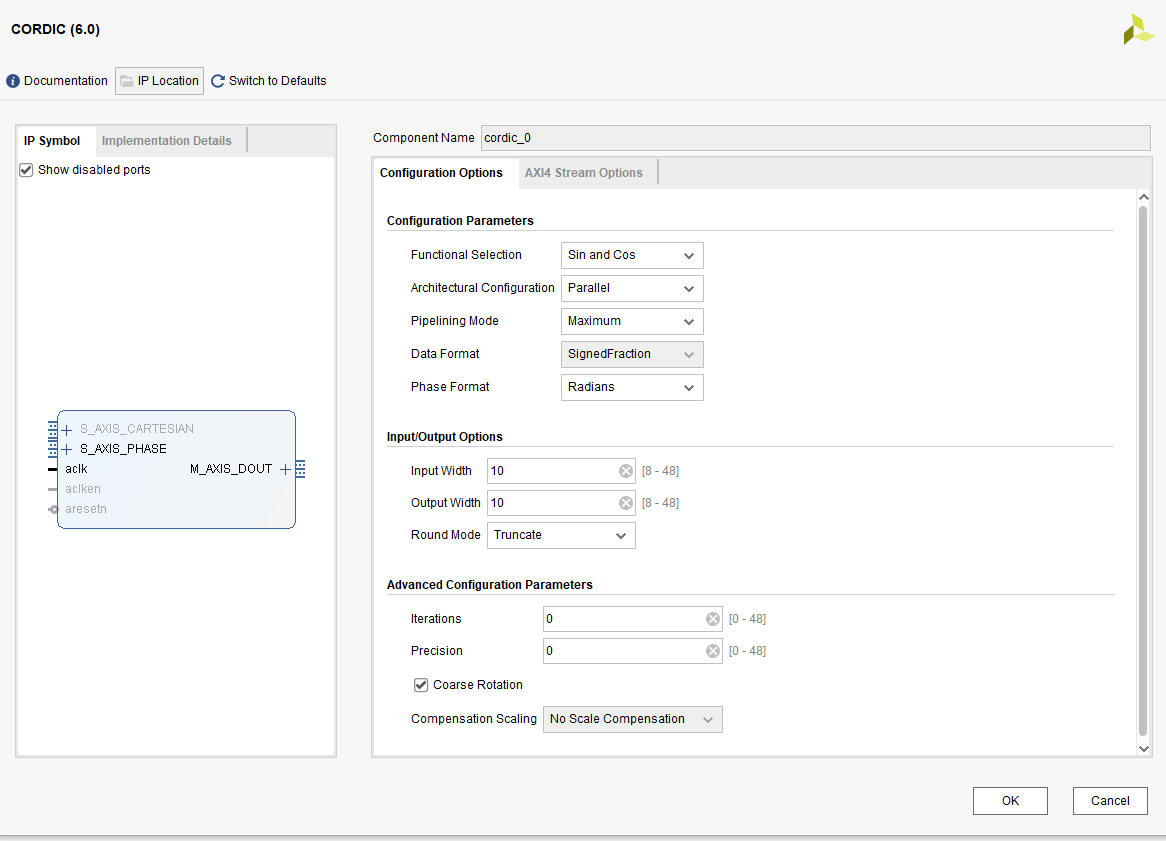 CORDIC (6.0)
Documentation IP Location Switch to Defaults
IP Symbol Implementation Details
Show disabled ports
S_AXIS_CARTESIAN
S_AXIS_PHASE
aclk M_AXIS_DOUT
aclken
aresetn
Component Name cordic_0
Configuration Options AXI4 Stream Options
Configuration Parameters
Functional Selection Sin and Cos
Architectural Configuration Parallel
Pipelining Mode Maximum
Data Format SignedFraction
Phase Format Radians
Input/Output Options
Input Width 10 [8 - 48]
Output Width 10 [8 - 48]
Round Mode Truncate
Advanced Configuration Parameters
Iterations 0 [0 - 48]
Precision 0 [0 - 48]
Coarse Rotation
Compensation Scaling No Scale Compensation
OK Cancel